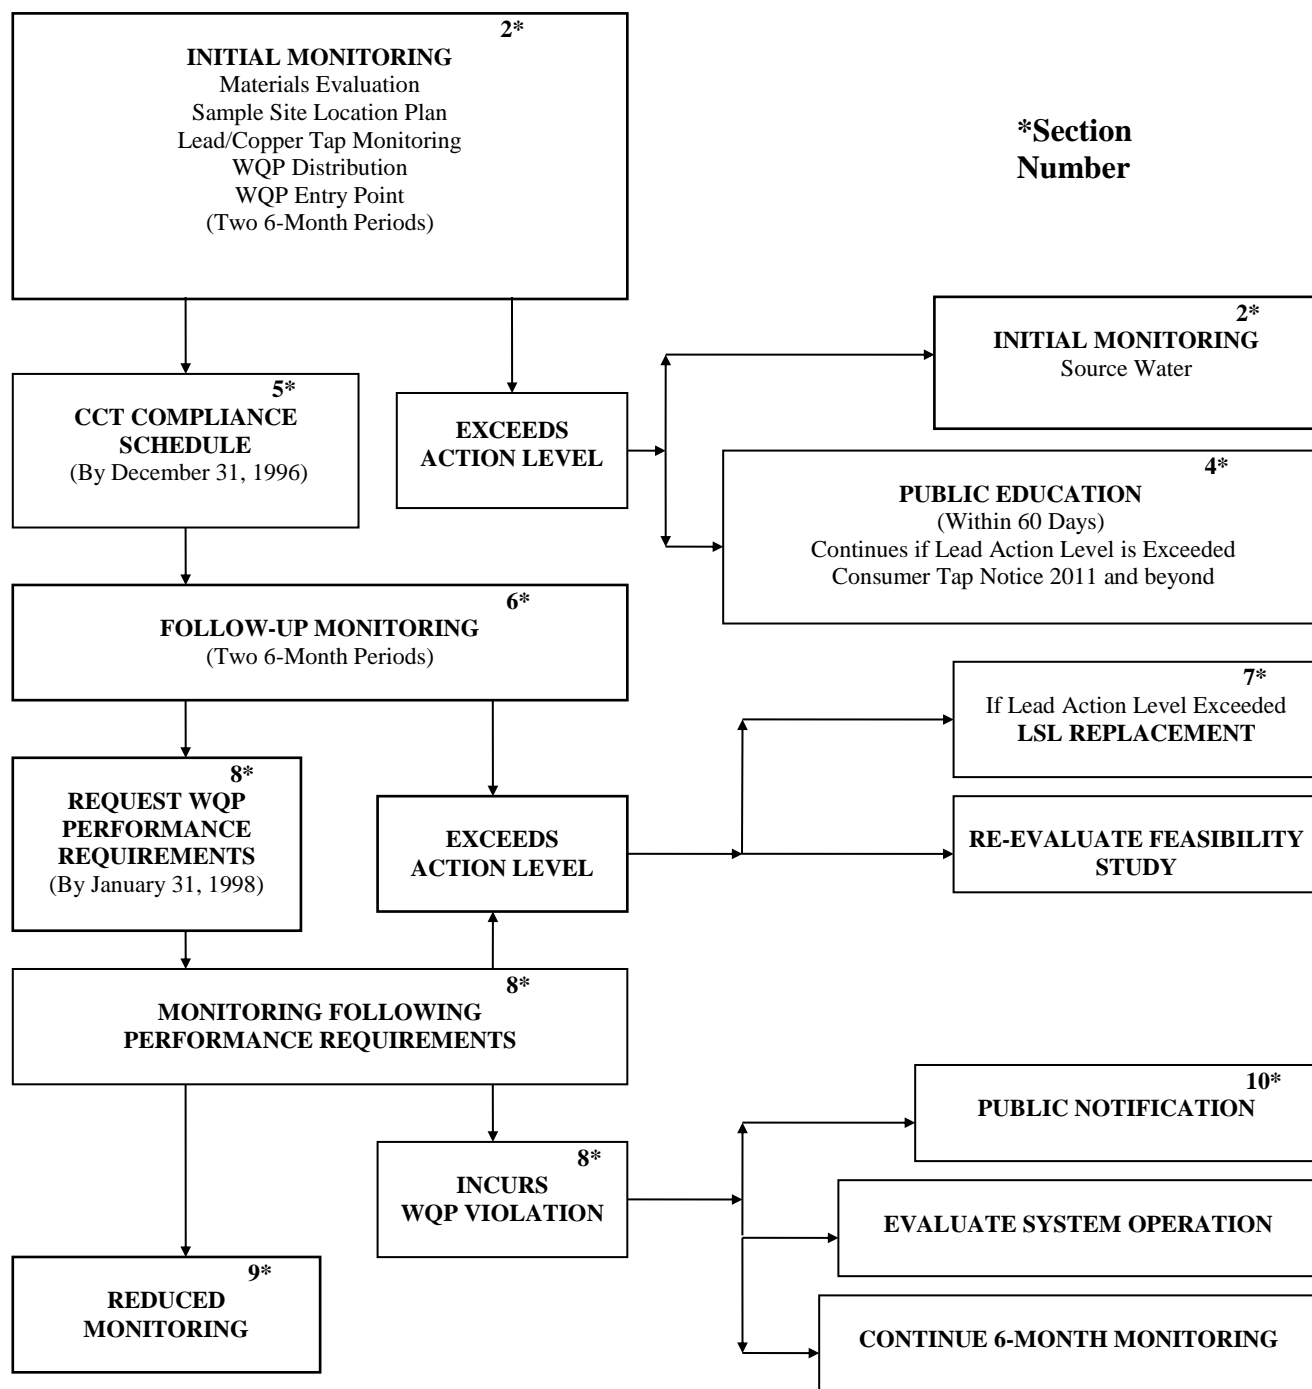 2*
INITIAL MONITORING
Materials Evaluation
Sample Site Location Plan
Lead/Copper Tap Monitoring
WQP Distribution
WQP Entry Point
(Two 6-Month Periods)
*Section
Number
2*
INITIAL MONITORING
Source Water
5*
CCT COMPLIANCE
SCHEDULE
(By December 31, 1996)
EXCEEDS
ACTION LEVEL
4*
PUBLIC EDUCATION
(Within 60 Days)
Continues if Lead Action Level is Exceeded
Consumer Tap Notice 2011 and beyond
6*
FOLLOW-UP MONITORING
(Two 6-Month Periods)
7*
If Lead Action Level Exceeded
LSL REPLACEMENT
8*
REQUEST WQP
PERFORMANCE
REQUIREMENTS
(By January 31, 1998)
EXCEEDS
ACTION LEVEL
RE-EVALUATE FEASIBILITY
STUDY
8*
MONITORING FOLLOWING
PERFORMANCE REQUIREMENTS
10*
PUBLIC NOTIFICATION
8*
INCURS
WQP VIOLATION
EVALUATE SYSTEM OPERATION
9*
REDUCED
MONITORING
CONTINUE 6-MONTH MONITORING